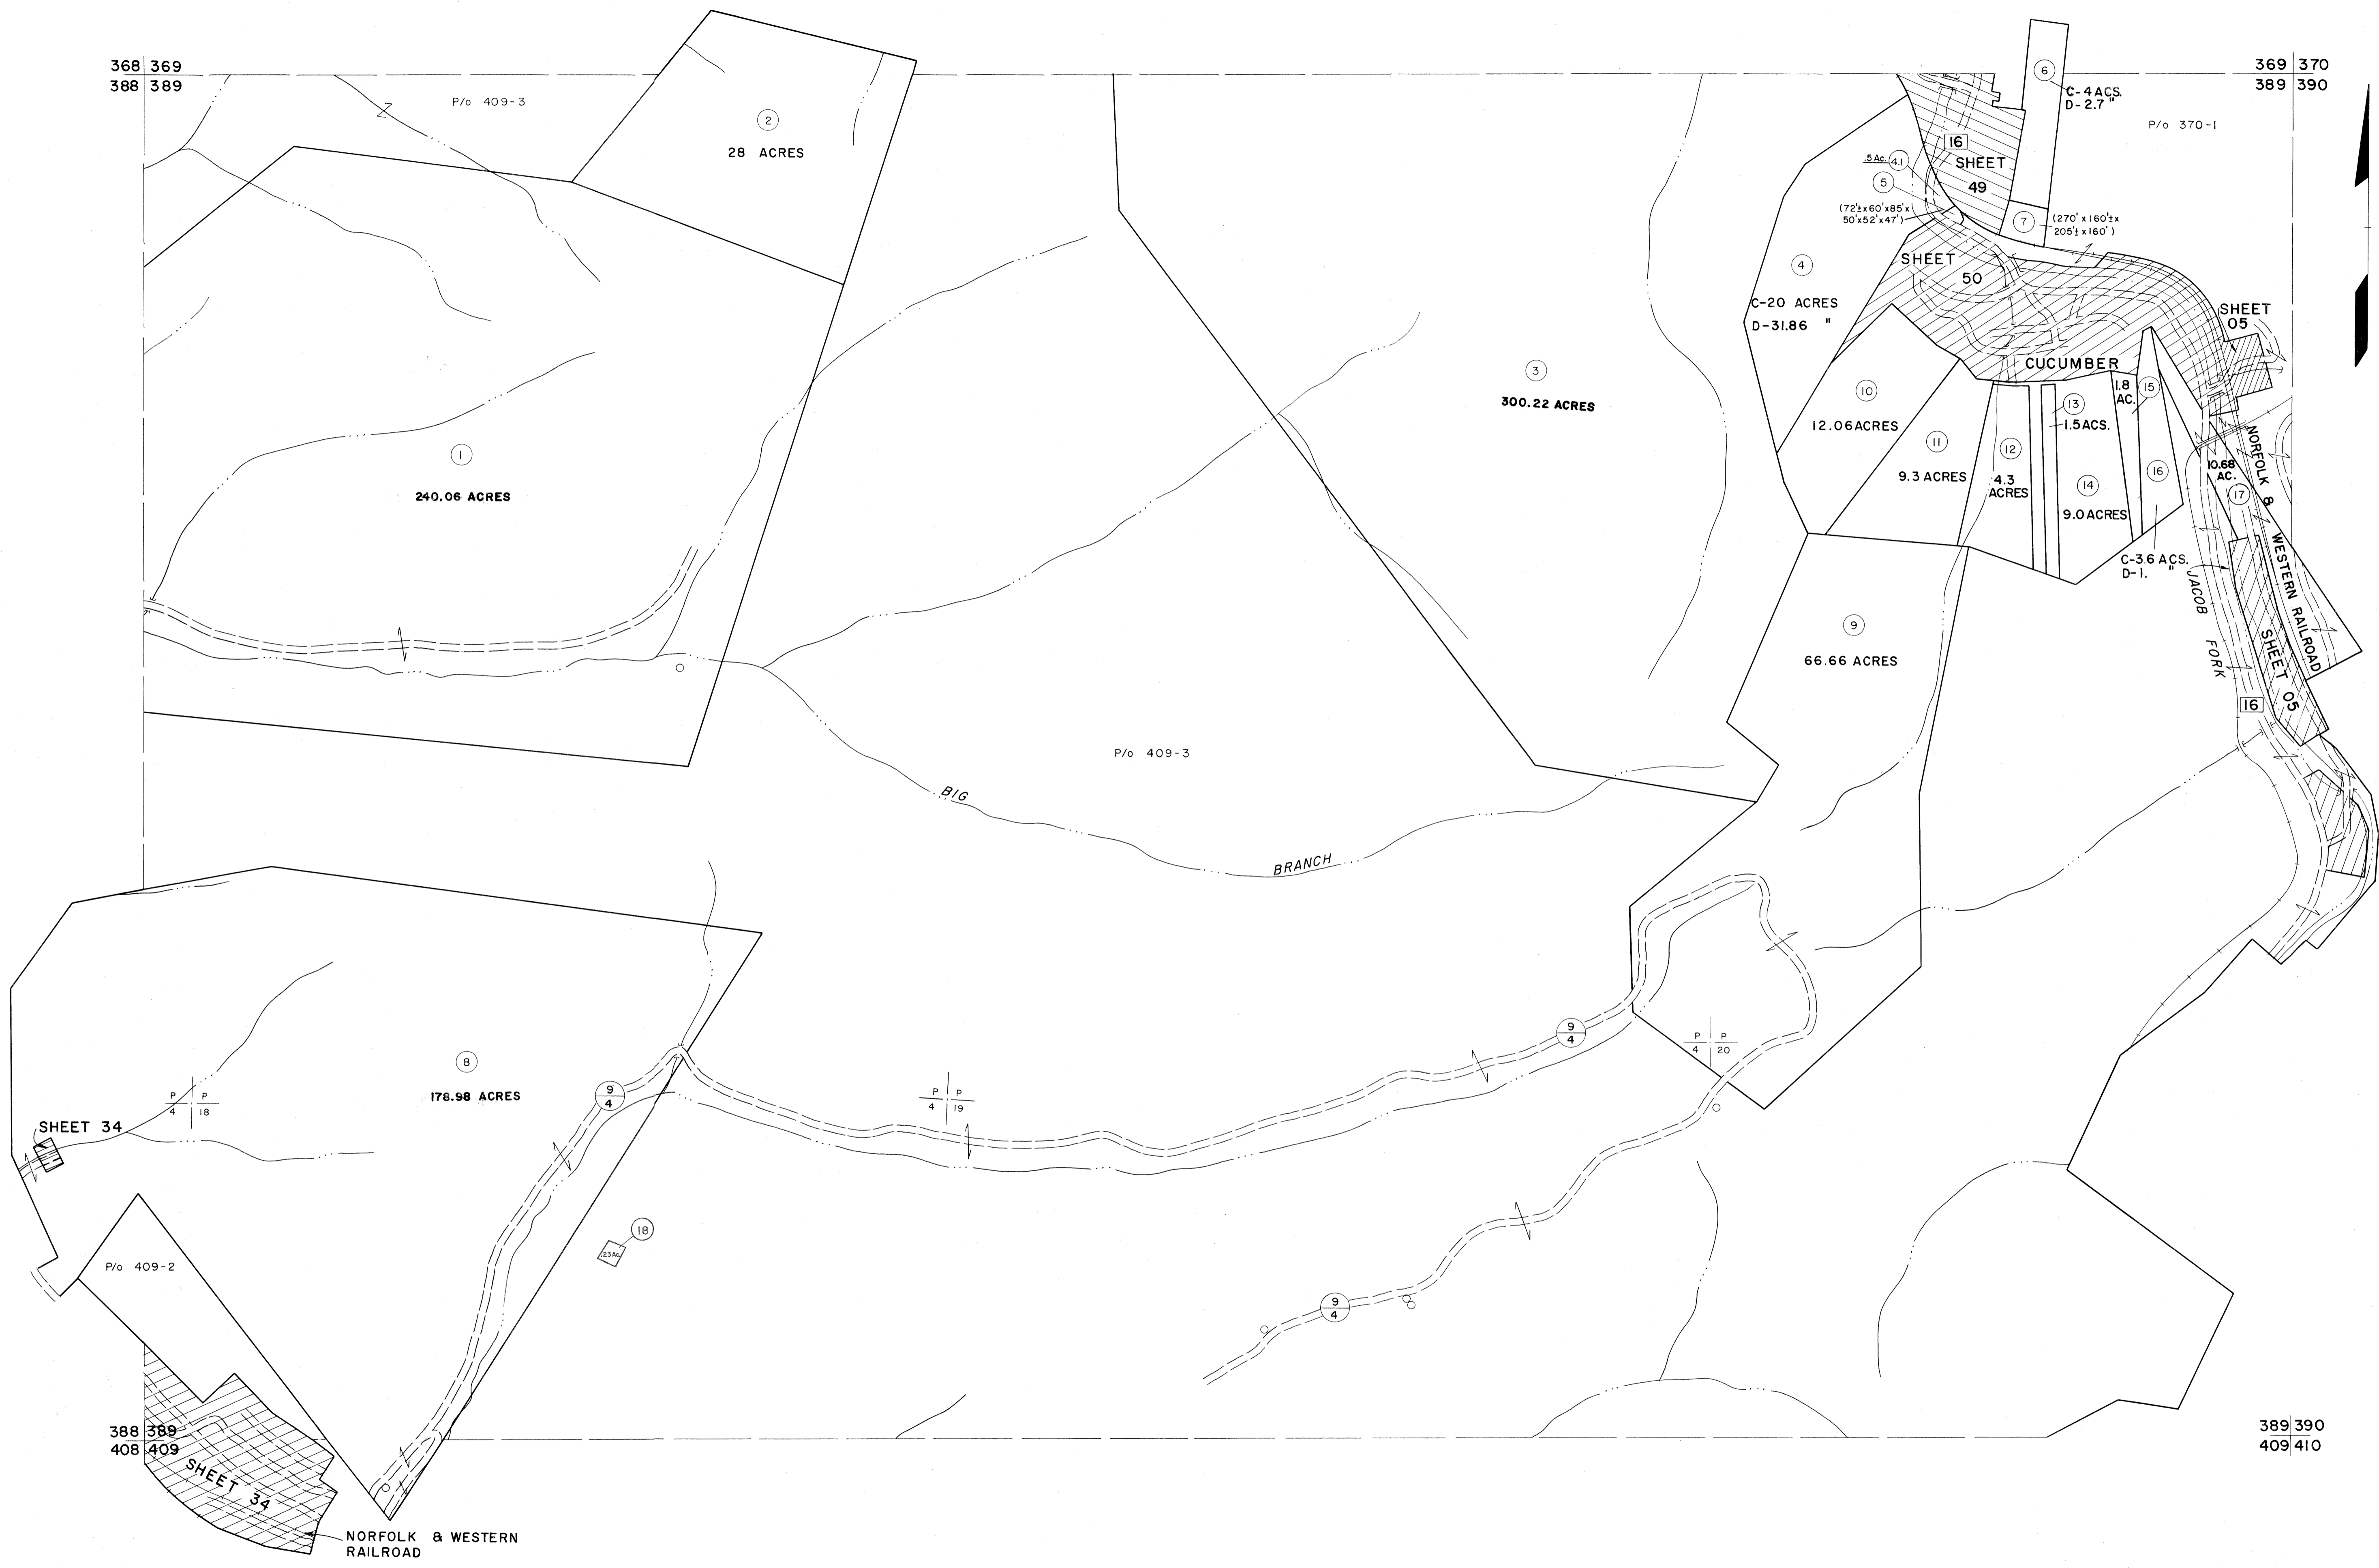 368 369
388 389
P/o 409-3
2
28 ACRES
369 370
389 390
6
C-4 ACS.
D-2.7 "
P/o 370-1
16
SHEET
49
.5 Ac. 4.1
5
(72'± x 60' x 85' x
50' x 52' x 47')
7
(270' x 160'± x
205'± x 160')
SHEET
50
4
C-20 ACRES
D-31.86 "
SHEET
05
CUCUMBER
3
300.22 ACRES
10
12.06 ACRES
11
9.3 ACRES
12
4.3
ACRES
13
1.5 ACS.
14
9.0 ACRES
1.8
AC.
15
16
C-3.6 ACS.
D-1. "
10.68
AC.
17
NORFOLK & WESTERN RAILROAD
JACOB FORK
SHEET 05
16
1
240.06 ACRES
9
66.66 ACRES
P/o 409-3
BIG
BRANCH
8
178.98 ACRES
P P
4 18
SHEET 34
9
4
P P
4 19
9
4
P P
4 20
18
.23 Ac.
P/o 409-2
9
4
388 389
408 409
SHEET 34
NORFOLK & WESTERN
RAILROAD
389 390
409 410